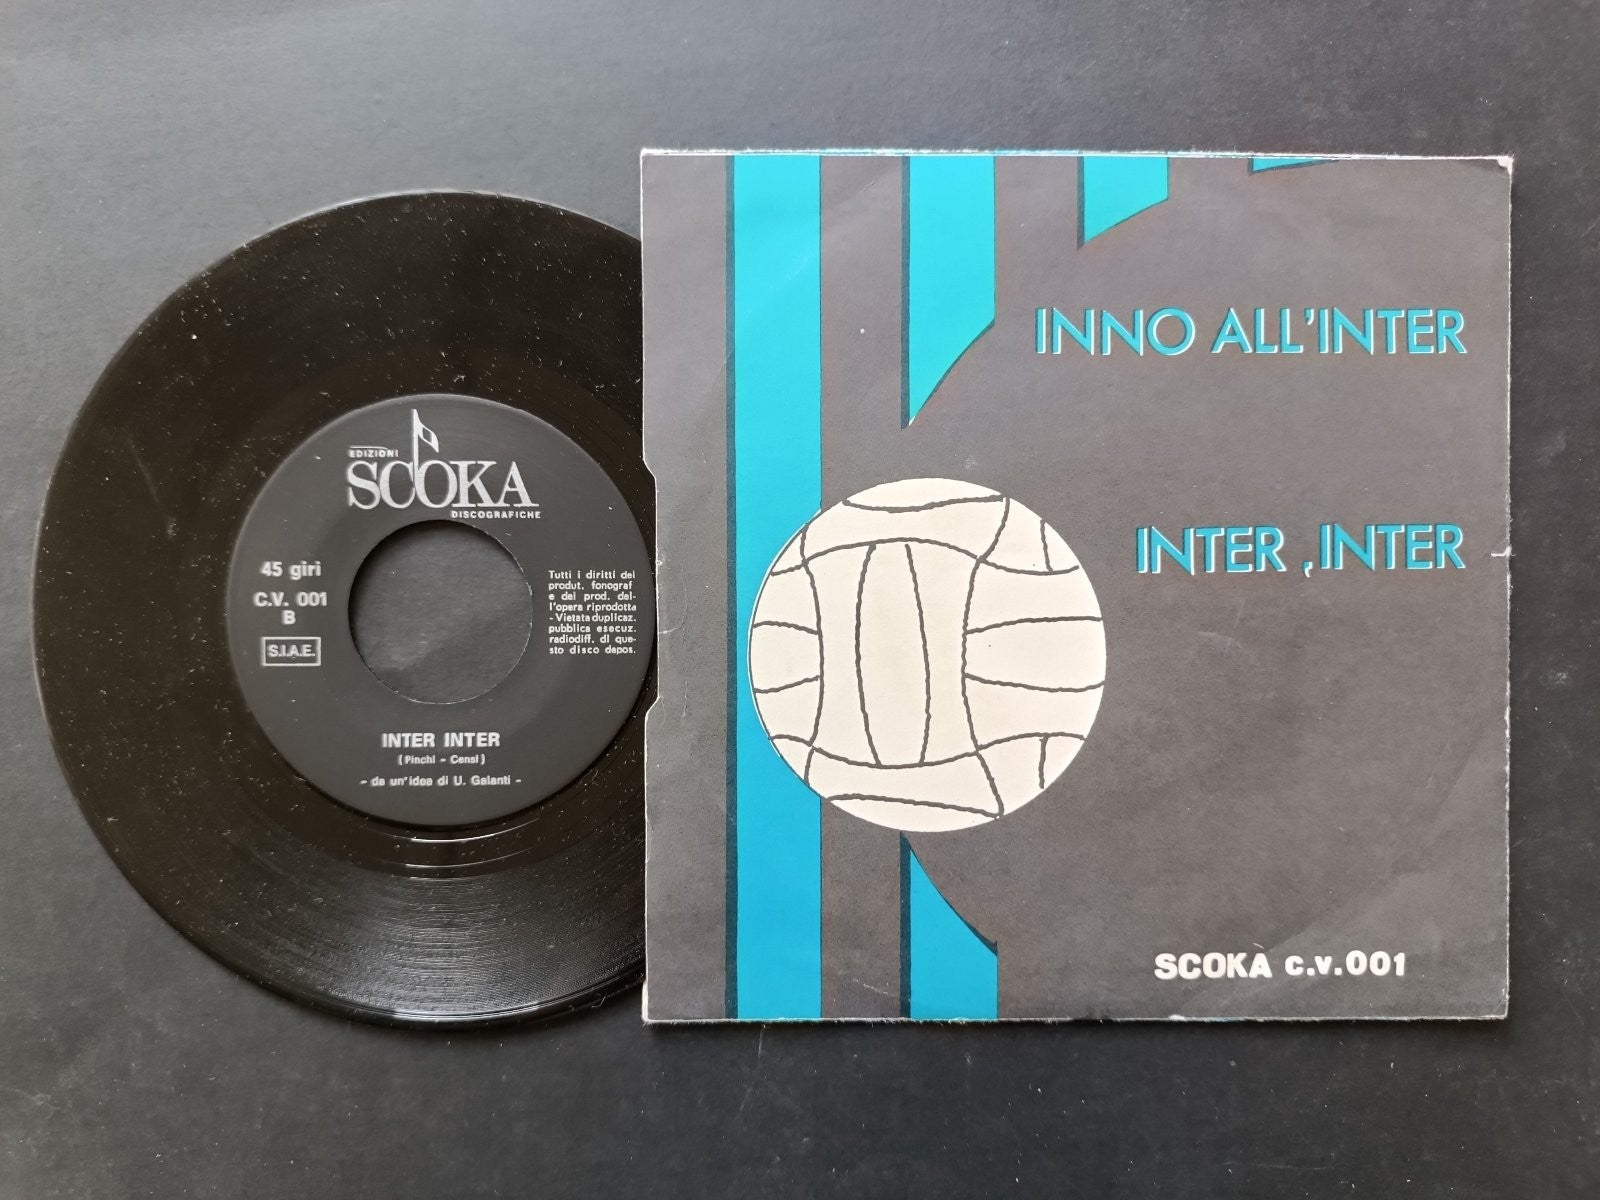 EDIZIONI
SCOKA
DISCOGRAFICHE
45 giri
C.V. 001
B
S.I.A.E.
Tutti i diritti del
produt. fonograf
e del prod. del-
l'opera riprodotta
- Vietata duplicaz.
pubblica esecuz.
radiodiff. di que-
sto disco depos.
INTER INTER
(Pinchi - Censi)
- da un'idea di U. Galanti -
INNO ALL'INTER
INTER, INTER
SCOKA c.v.001